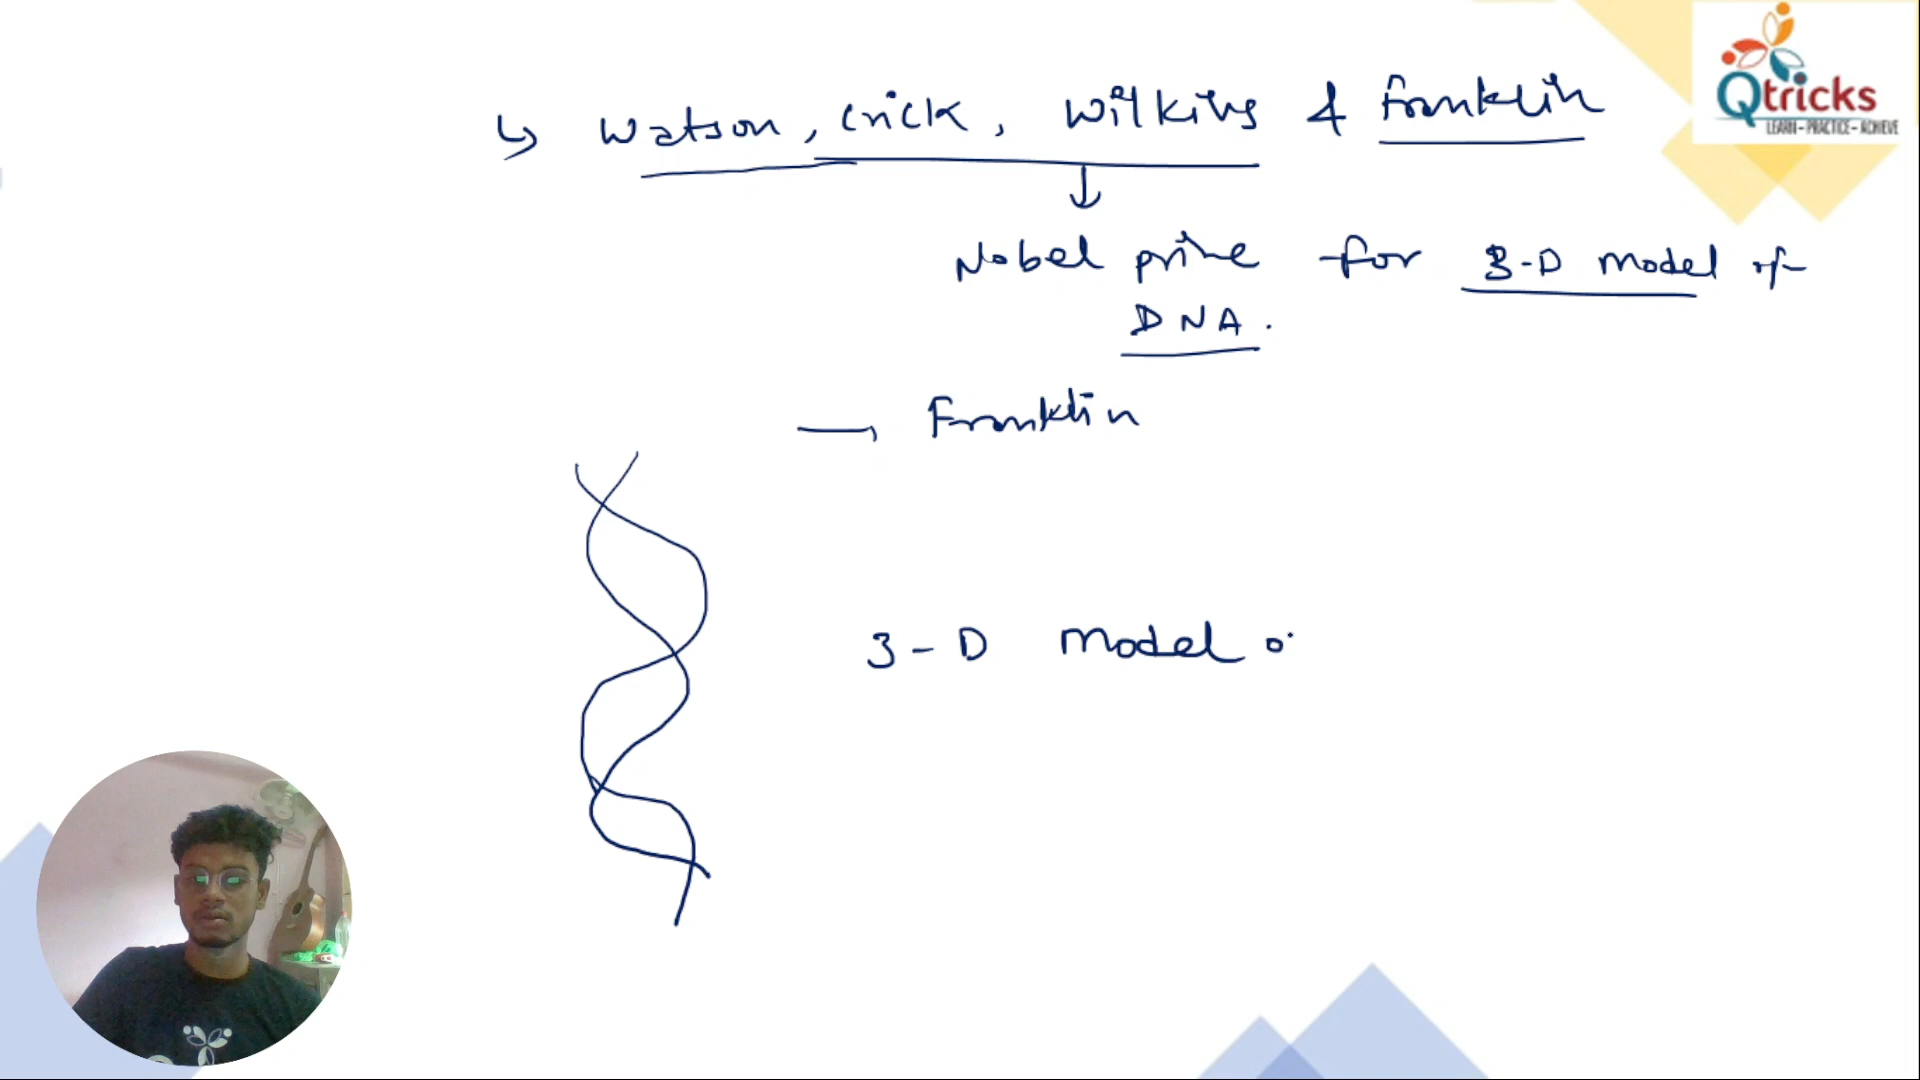 Qtricks
LEARN - PRACTICE - ACHIEVE
↳ Watson, Crick, Wilkins & Franklin
↓
Nobel prize for 3-D model of
DNA.
→ Franklin
3-D Model o